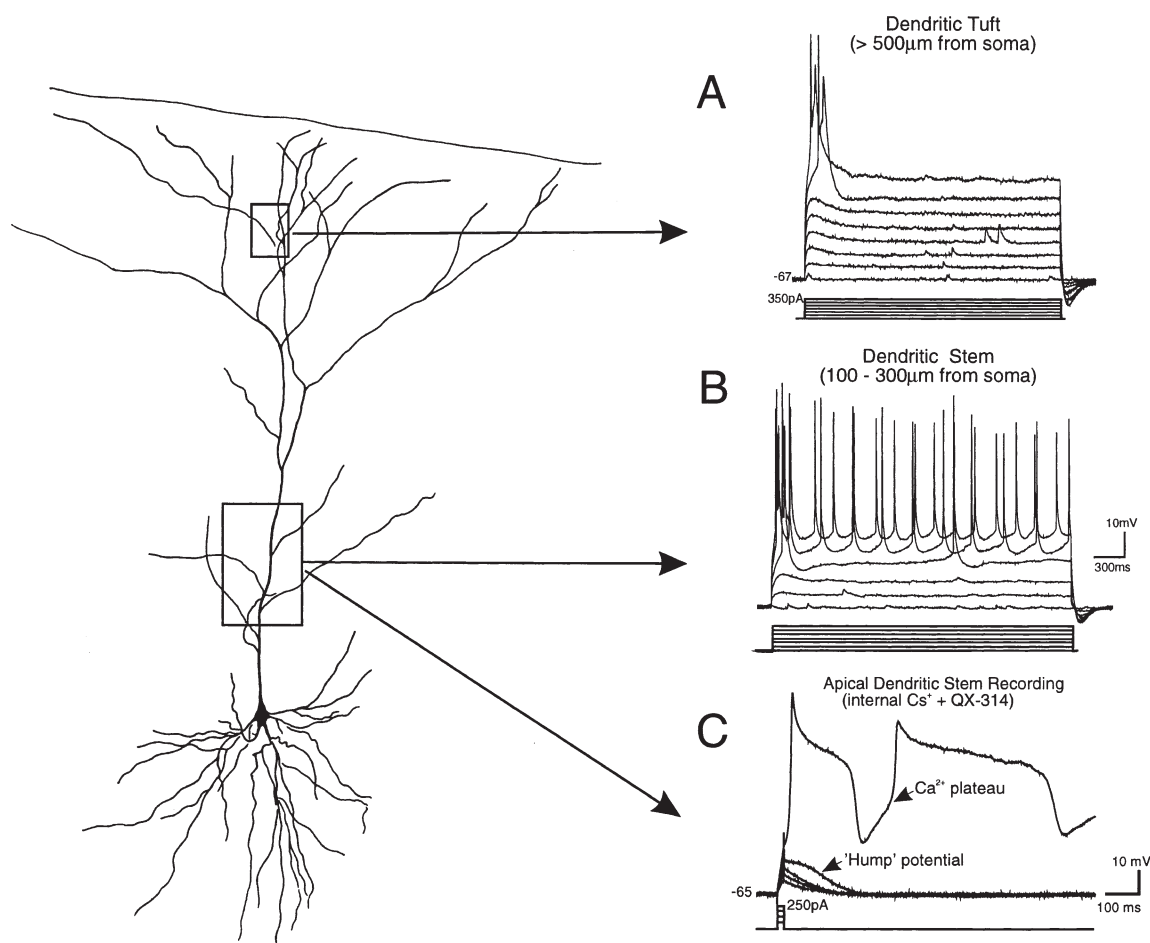 Dendritic Tuft
(> 500µm from soma)
A
-67
350pA
Dendritic Stem
(100 - 300µm from soma)
B
10mV
300ms
Apical Dendritic Stem Recording
(internal Cs⁺ + QX-314)
C
Ca²⁺ plateau
'Hump' potential
10 mV
-65
250pA
100 ms